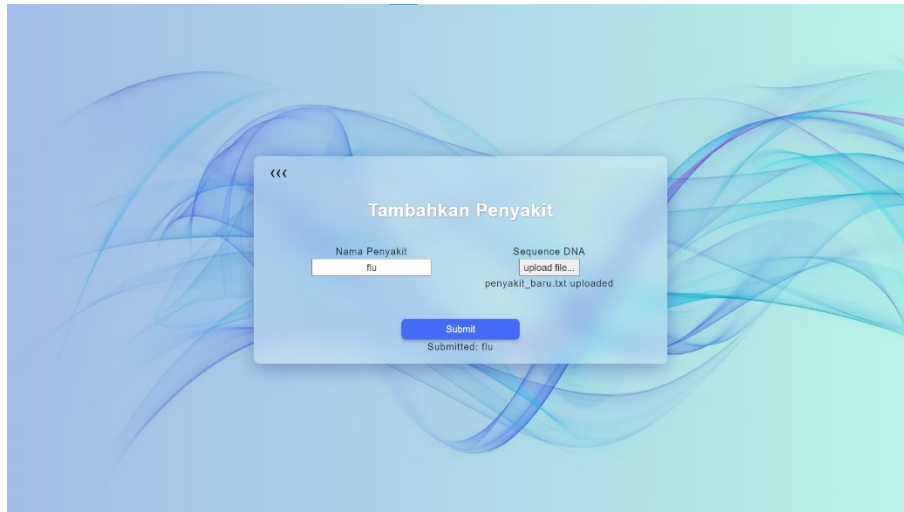 ‹‹‹
Tambahkan Penyakit
Nama Penyakit
flu
Sequence DNA
upload file...
penyakit_baru.txt uploaded
Submit
Submitted: flu